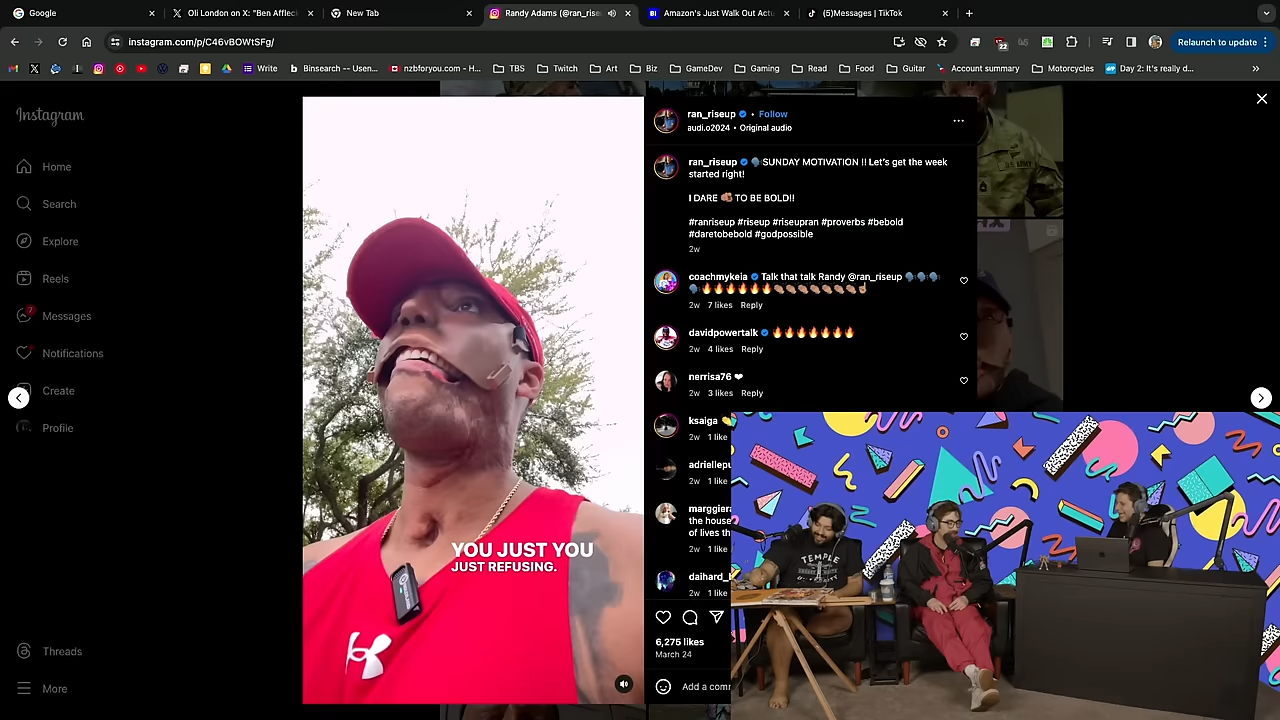 Google
Oli London on X: "Ben Afflec
New Tab
Randy Adams (@ran_rise
Amazon's Just Walk Out Actu
(5)Messages | TikTok
instagram.com/p/C46vBOWtSFg/
22
Relaunch to update
Write
Binsearch -- Usen...
nzbforyou.com - H...
TBS
Twitch
Art
Biz
GameDev
Gaming
Read
Food
Guitar
Account summary
Motorcycles
Day 2: It's really d...
Instagram
Home
Search
Explore
Reels
7
Messages
Notifications
Create
Profile
Threads
More
YOU JUST YOU
JUST REFUSING.
ran_riseup • Follow
audi.o2024 • Original audio
ran_riseup 🗣️SUNDAY MOTIVATION !! Let's get the week
started right!
I DARE 🫵🏽 TO BE BOLD!!
#ranriseup #riseup #riseupran #proverbs #bebold
#daretobebold #godpossible
2w
coachmykeia Talk that talk Randy @ran_riseup 🗣️🗣️🗣️
🗣️🔥🔥🔥🔥🔥🔥👏🏽👏🏽👏🏽👏🏽👏🏽👏🏽👏🏽☝🏽
2w 7 likes Reply
davidpowertalk 🔥🔥🔥🔥🔥🔥🔥
2w 4 likes Reply
nerrisa76 ❤
2w 3 likes Reply
ksaiga
2w 1 like
adriellepu
2w 1 like
marggiera
the house
of lives th
2w 1 like
daihard_
2w 1 like
6,275 likes
March 24
Add a comm
U.S. ARMY
TEMPLE
UNIVERSITY